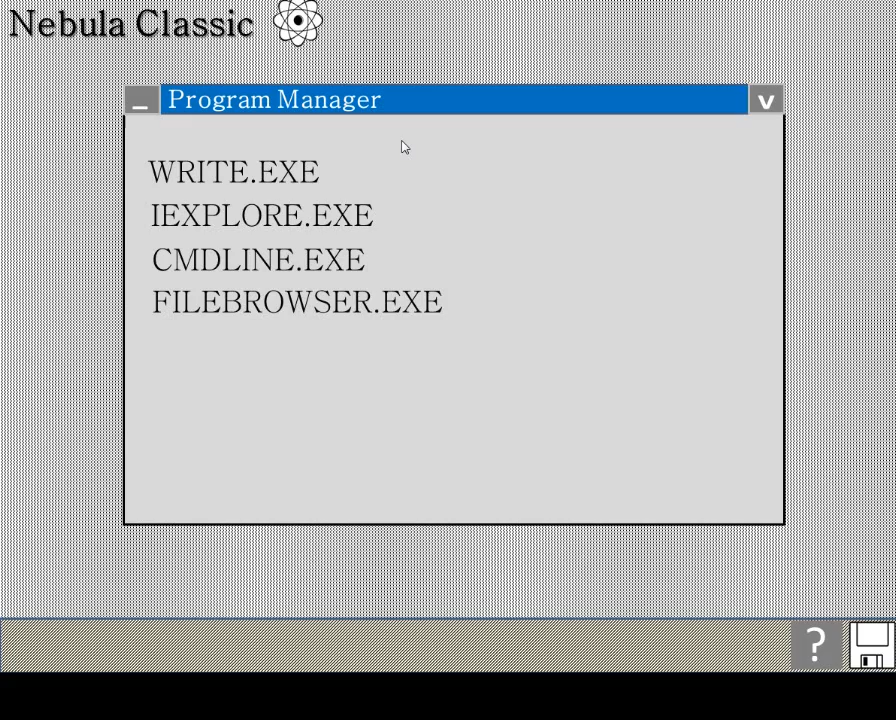 Nebula Classic
Program Manager
WRITE.EXE
IEXPLORE.EXE
CMDLINE.EXE
FILEBROWSER.EXE
?